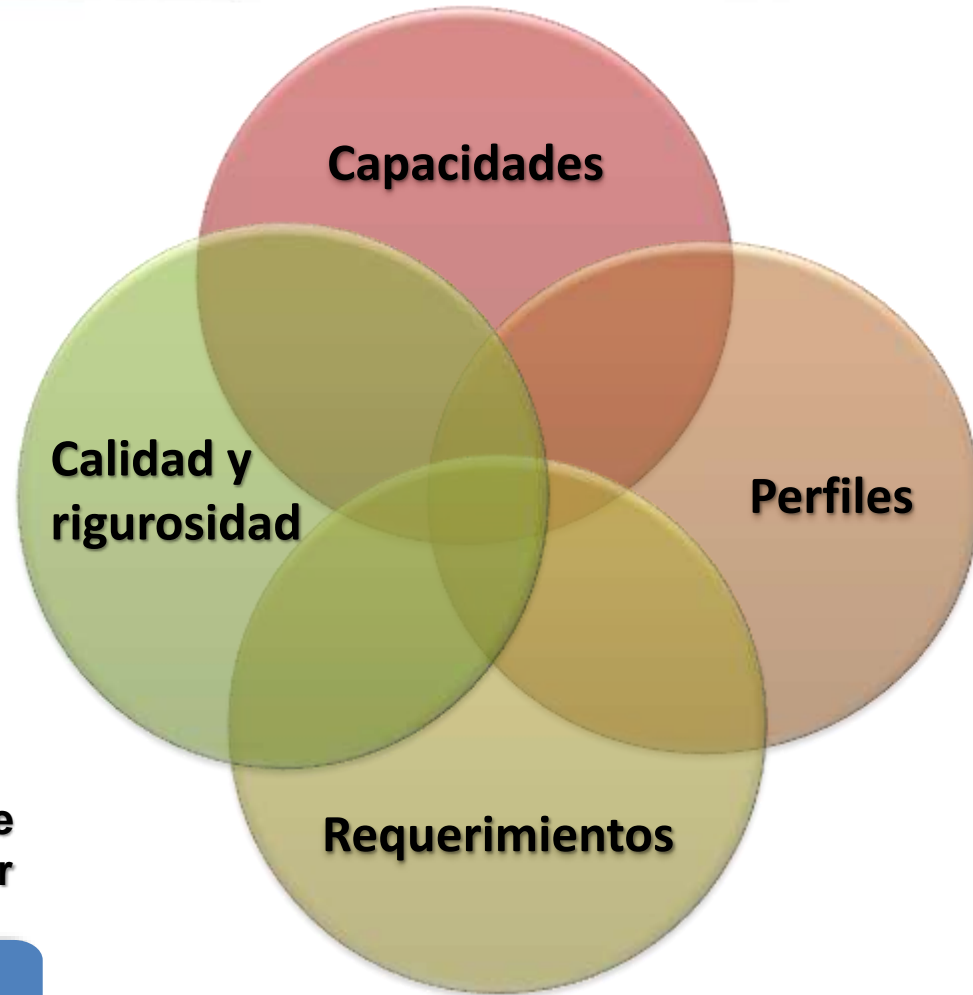 Capacidades
Calidad y
rigurosidad
Perfiles
Requerimientos
e
r